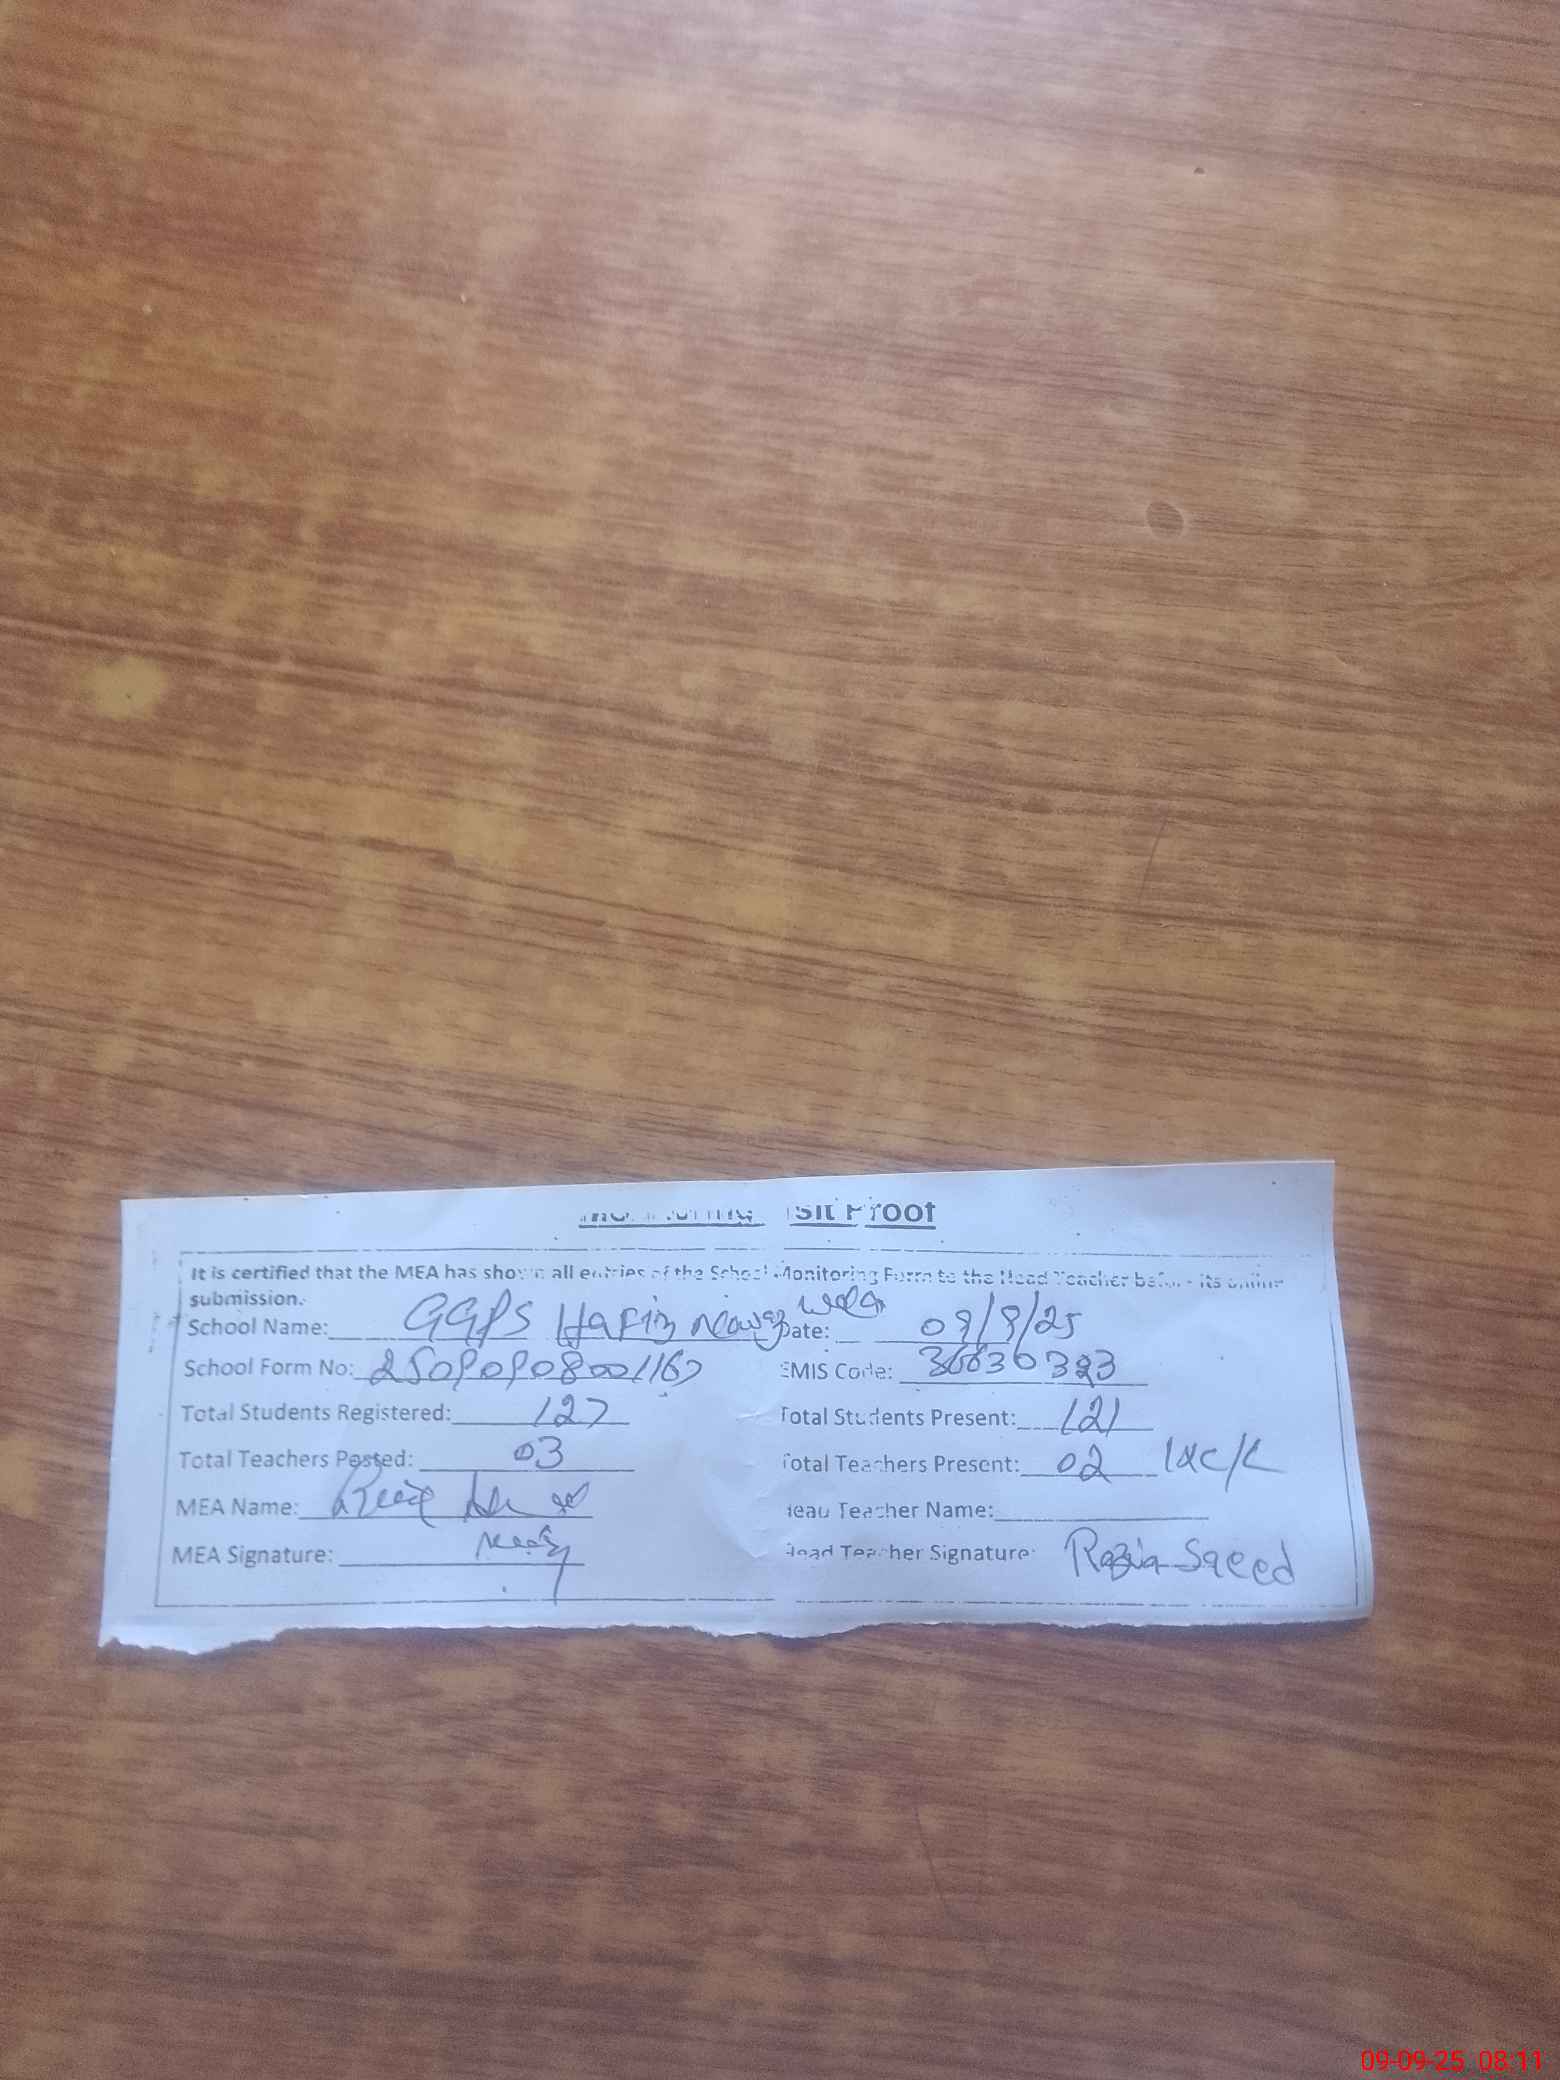 Visit Proof
It is certified that the MEA has shown all entries of the School Monitoring Form to the Head Teacher before its online
submission.
School Name: GGPS Hafiz Nawaz Wala Date: 09/9/25
School Form No: 25090908001167 EMIS Code: 36630323
Total Students Registered: 127 Total Students Present: 121
Total Teachers Posted: 03 Total Teachers Present: 02 1xC/L
MEA Name: Head Teacher Name:
MEA Signature: Head Teacher Signature: Razia Saeed
09-09-25 08:11